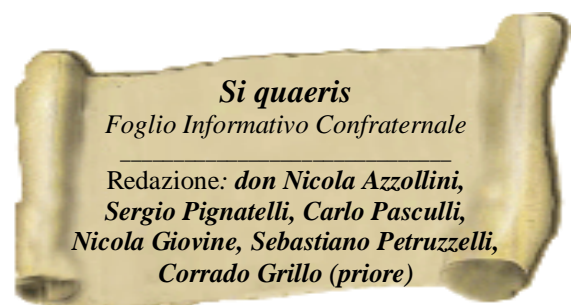 Si quaeris
Foglio Informativo Confraternale
Redazione: don Nicola Azzollini,
Sergio Pignatelli, Carlo Pasculli,
Nicola Giovine, Sebastiano Petruzzelli,
Corrado Grillo (priore)